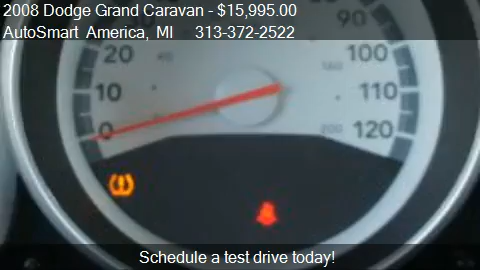 2008 Dodge Grand Caravan - $15,995.00
AutoSmart America, MI 313-372-2522
90
20
10
110
0
120
Schedule a test drive today!